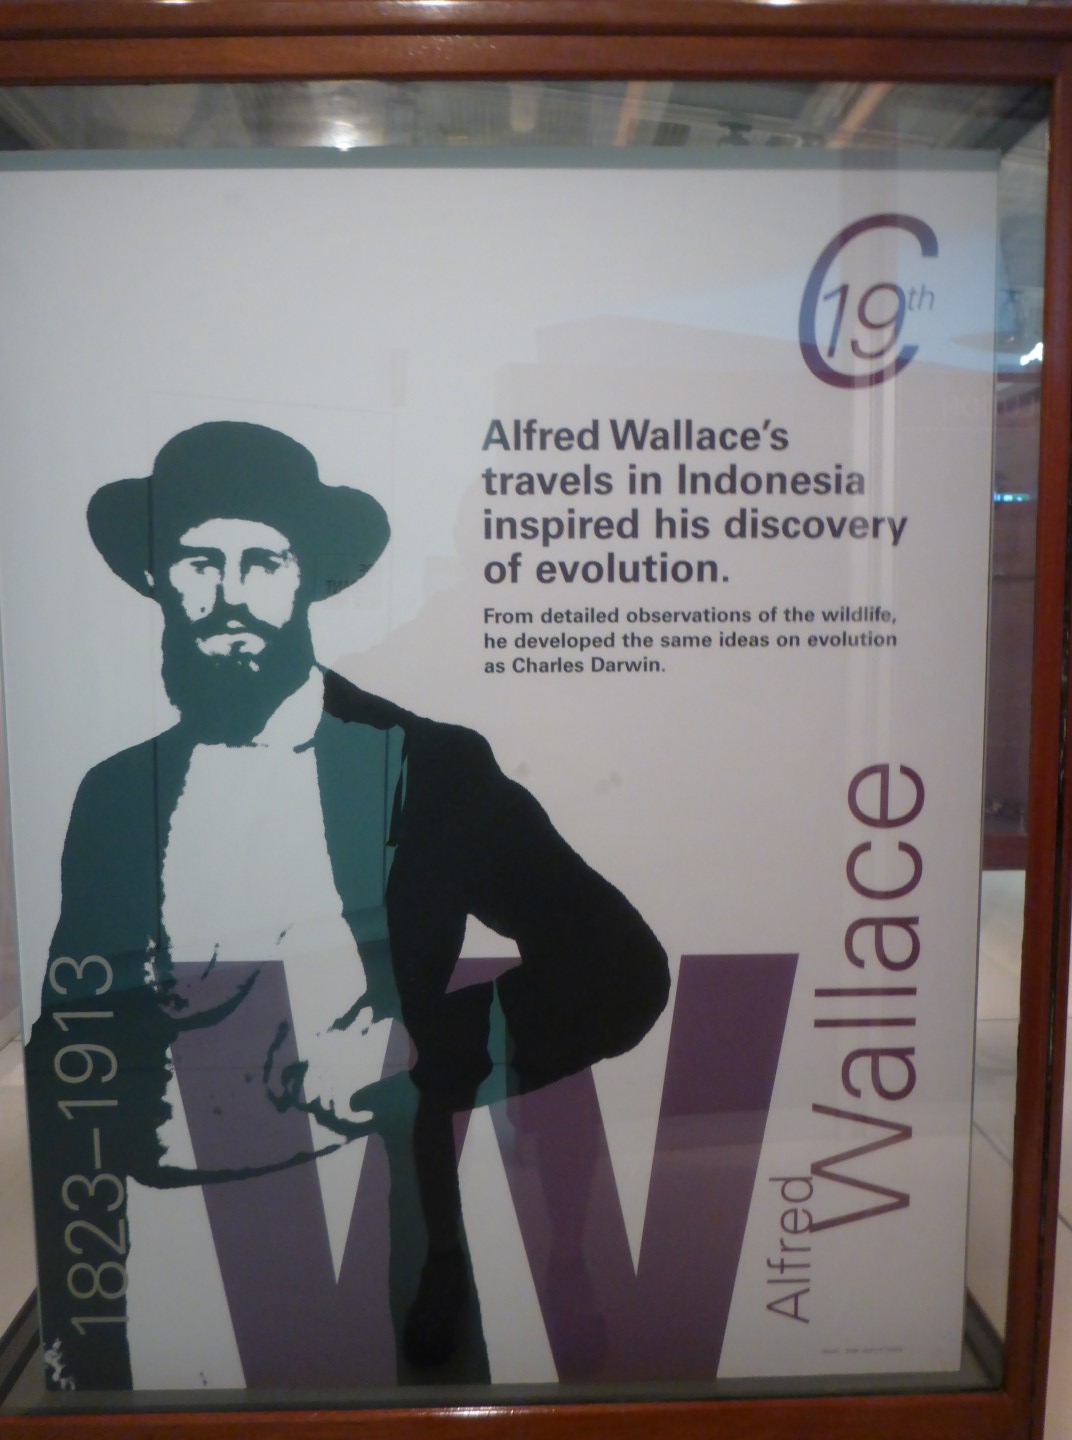 C
19th
Alfred Wallace's
travels in Indonesia
inspired his discovery
of evolution.
From detailed observations of the wildlife,
he developed the same ideas on evolution
as Charles Darwin.
1823–1913
W
Alfred
Wallace